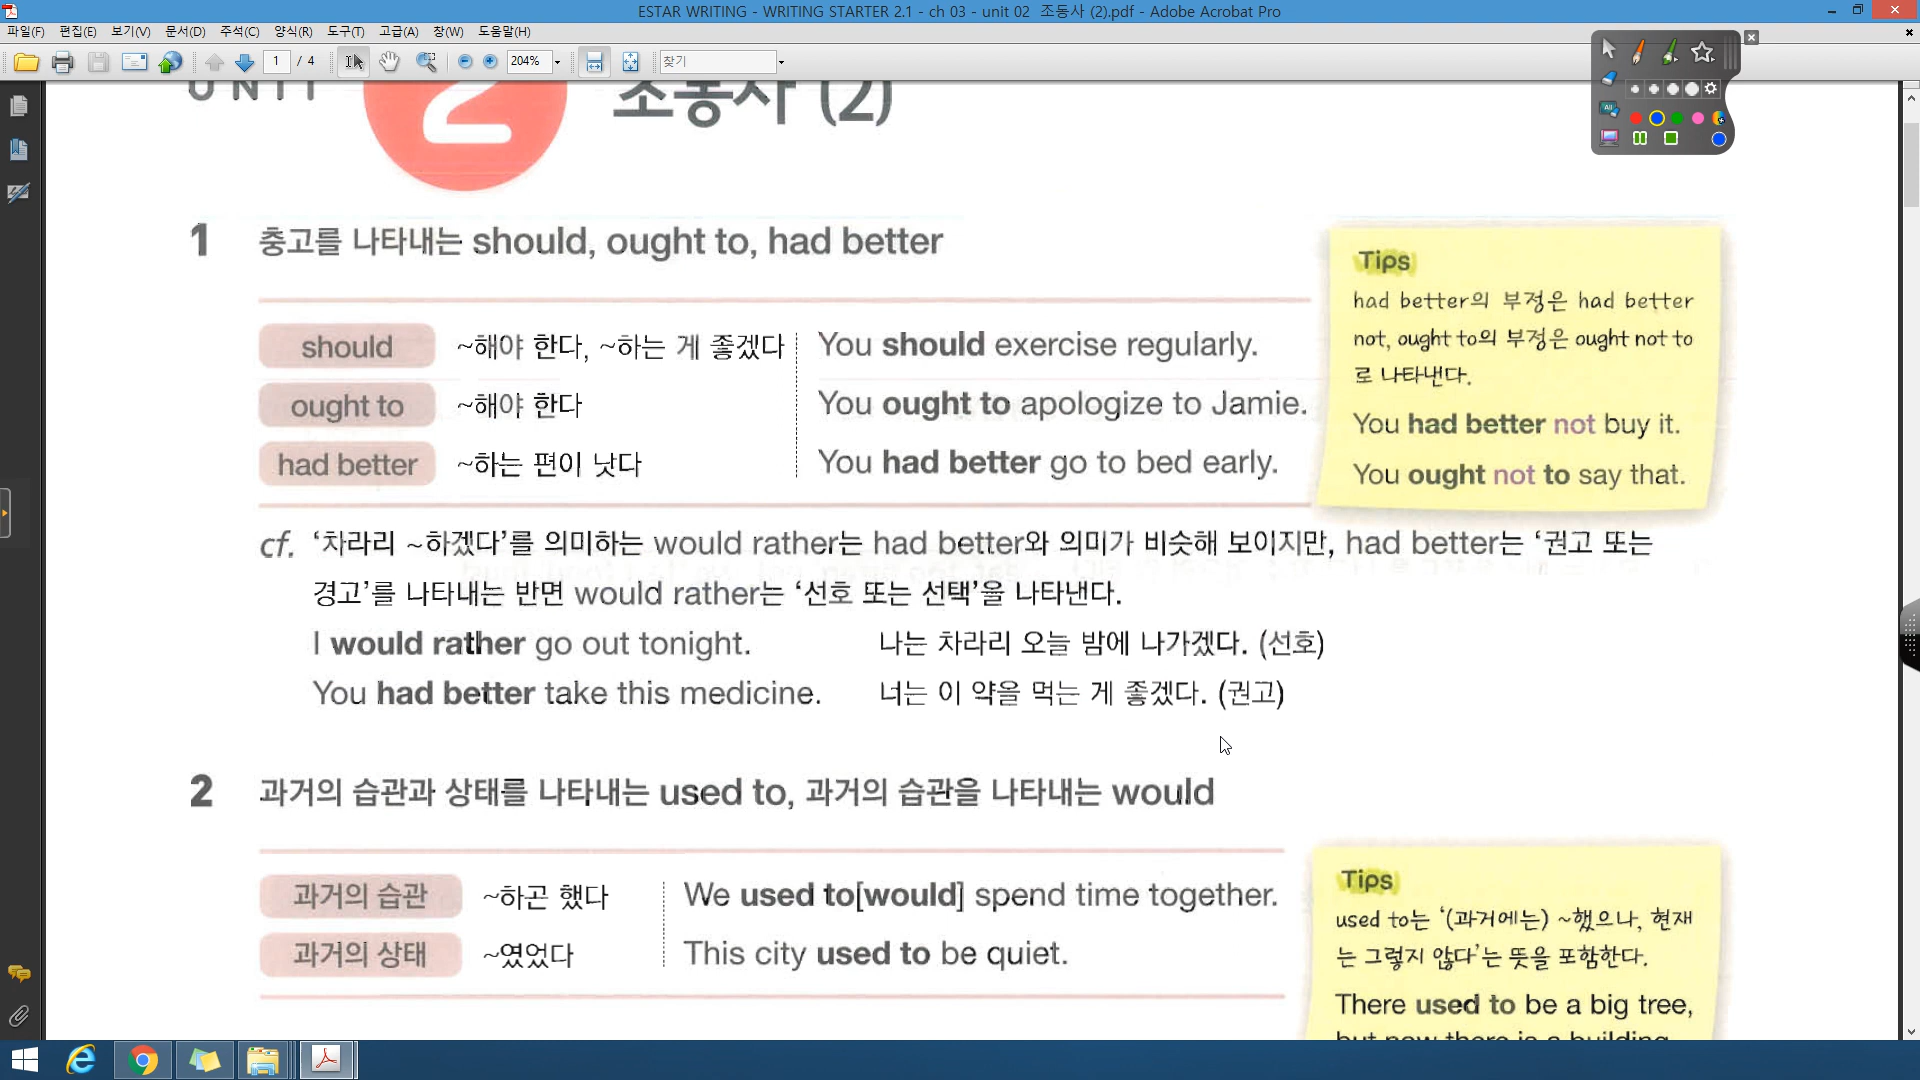 ESTAR WRITING - WRITING STARTER 2.1 - ch 03 - unit 02 조동사 (2).pdf - Adobe Acrobat Pro
파일(F) 편집(E) 보기(V) 문서(D) 주석(C) 양식(R) 도구(T) 고급(A) 창(W) 도움말(H)
1 / 4 204% 찾기
UNIT 2 조동사 (2)
1 충고를 나타내는 should, ought to, had better
should ~해야 한다, ~하는 게 좋겠다 You should exercise regularly.
ought to ~해야 한다 You ought to apologize to Jamie.
had better ~하는 편이 낫다 You had better go to bed early.
Tips
had better의 부정은 had better
not, ought to의 부정은 ought not to
로 나타낸다.
You had better not buy it.
You ought not to say that.
cf. ‘차라리 ~하겠다’를 의미하는 would rather는 had better와 의미가 비슷해 보이지만, had better는 ‘권고 또는
경고’를 나타내는 반면 would rather는 ‘선호 또는 선택’을 나타낸다.
I would rather go out tonight. 나는 차라리 오늘 밤에 나가겠다. (선호)
You had better take this medicine. 너는 이 약을 먹는 게 좋겠다. (권고)
2 과거의 습관과 상태를 나타내는 used to, 과거의 습관을 나타내는 would
과거의 습관 ~하곤 했다 We used to[would] spend time together.
과거의 상태 ~였었다 This city used to be quiet.
Tips
used to는 ‘(과거에는) ~했으나, 현재
는 그렇지 않다’는 뜻을 포함한다.
There used to be a big tree,
but now there is a building